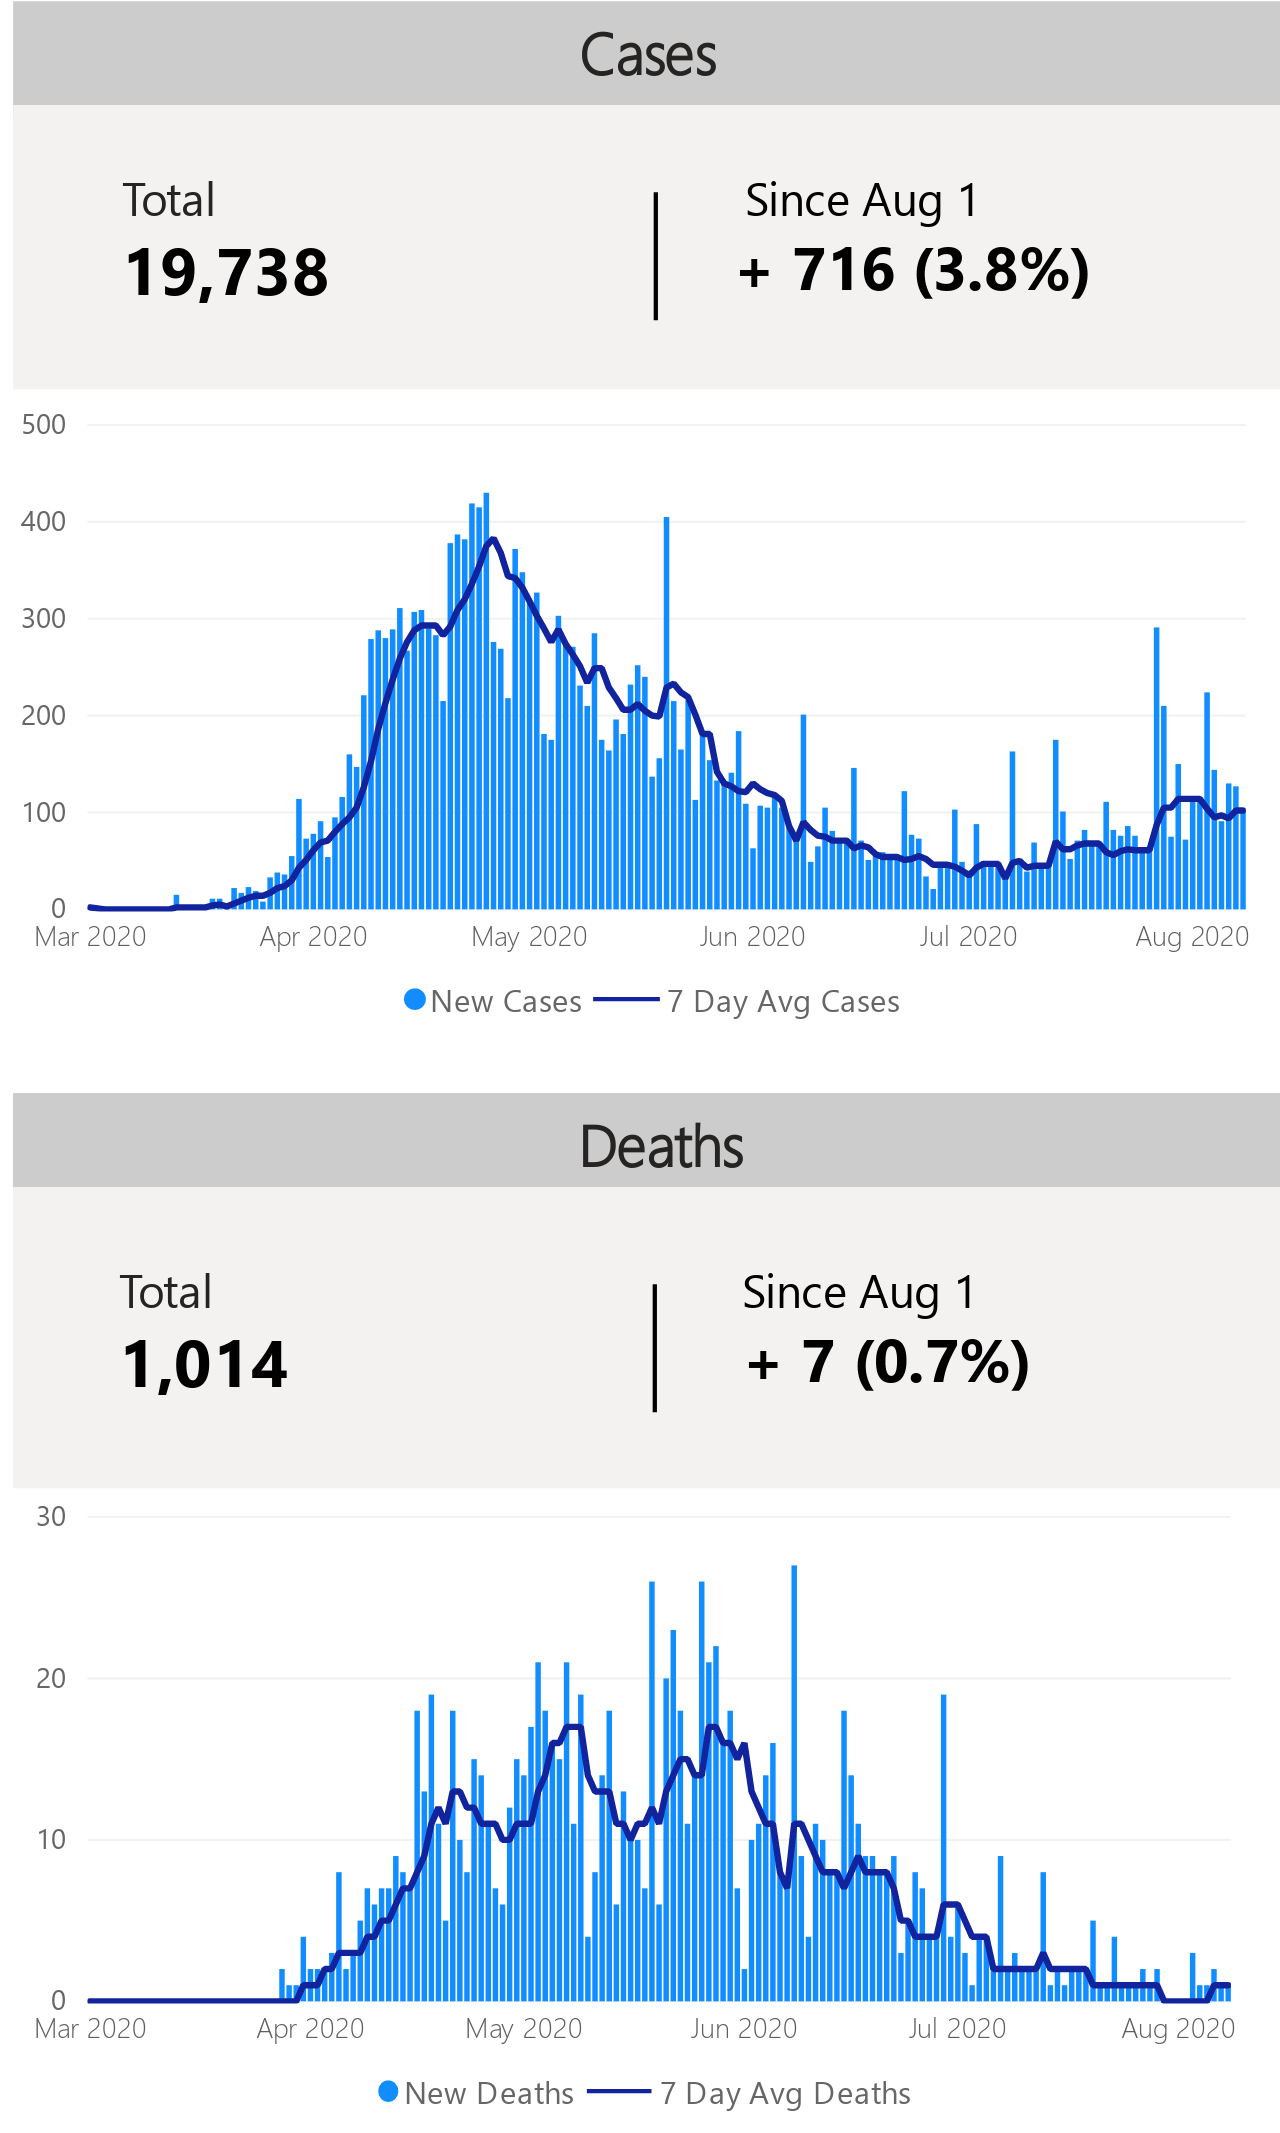 Cases
Total
Since Aug 1
19,738
+ 716 (3.8%)
500
400
300
200
100
0
Mar 2020 Apr 2020 May 2020 Jun 2020 Jul 2020 Aug 2020
New Cases 7 Day Avg Cases
Deaths
Total
Since Aug 1
1,014
+ 7 (0.7%)
30
20
10
0
Mar 2020 Apr 2020 May 2020 Jun 2020 Jul 2020 Aug 2020
New Deaths 7 Day Avg Deaths